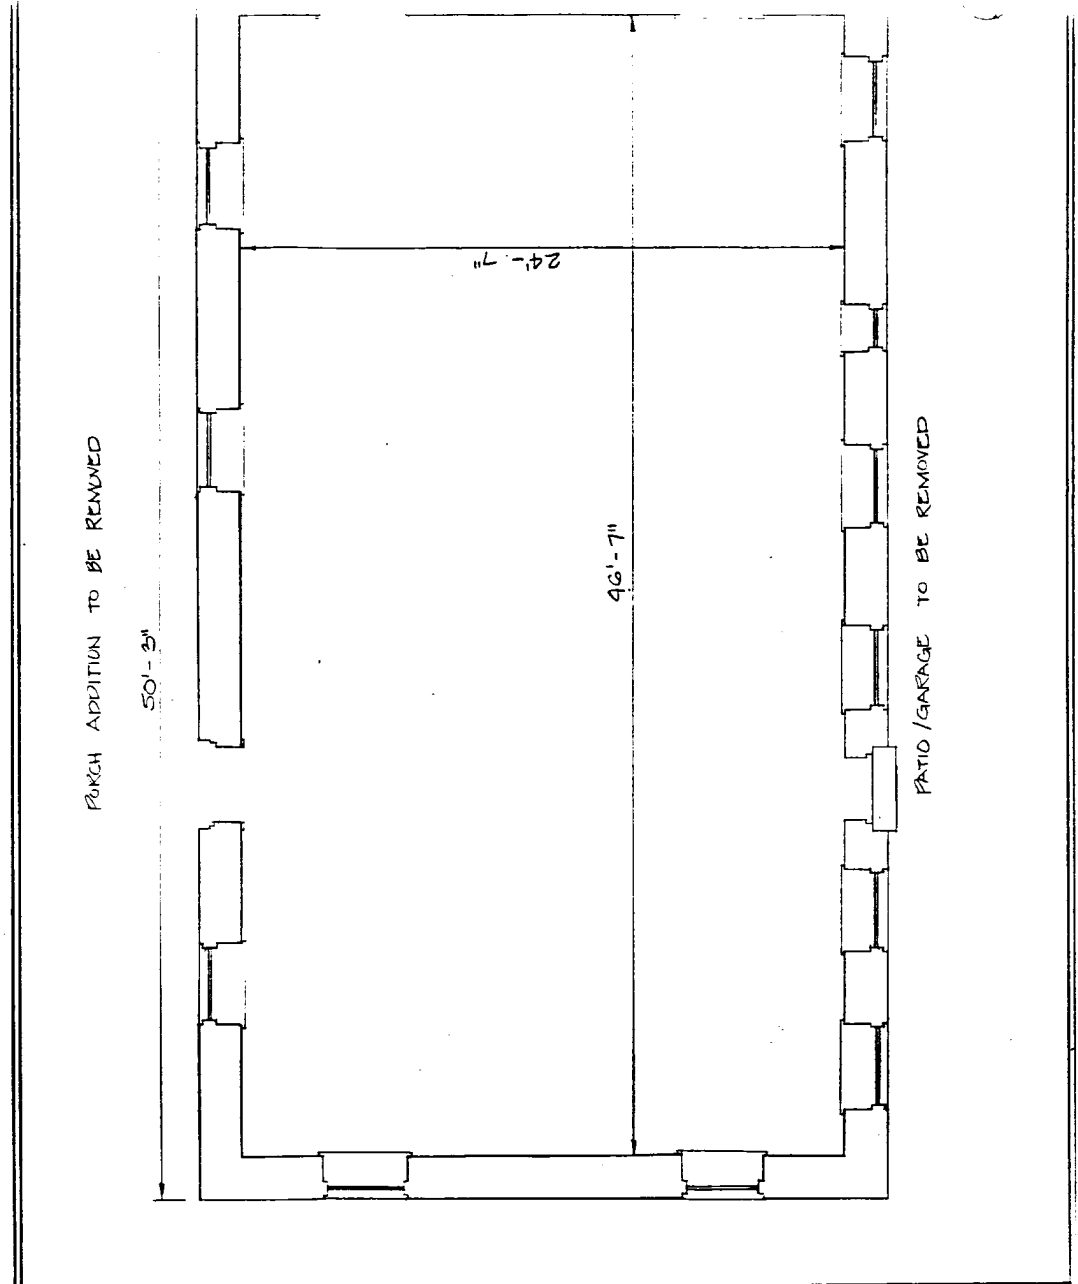 PORCH ADDITION TO BE REMOVED
50'-3"
24'-7"
46'-7"
PATIO/GARAGE TO BE REMOVED